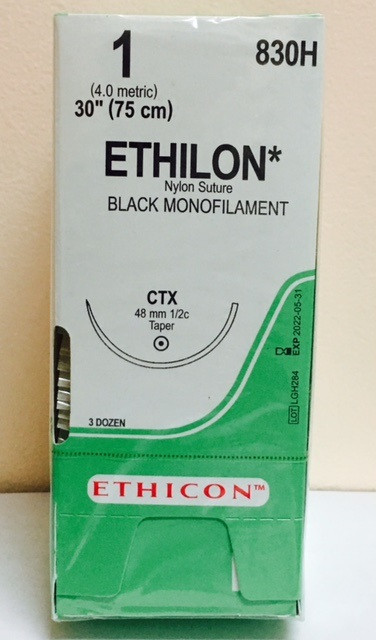 1
830H
(4.0 metric)
30" (75 cm)
ETHILON*
Nylon Suture
BLACK MONOFILAMENT
CTX
48 mm 1/2c
Taper
EXP 2022-05-31
LOT LGH284
3 DOZEN
ETHICON™